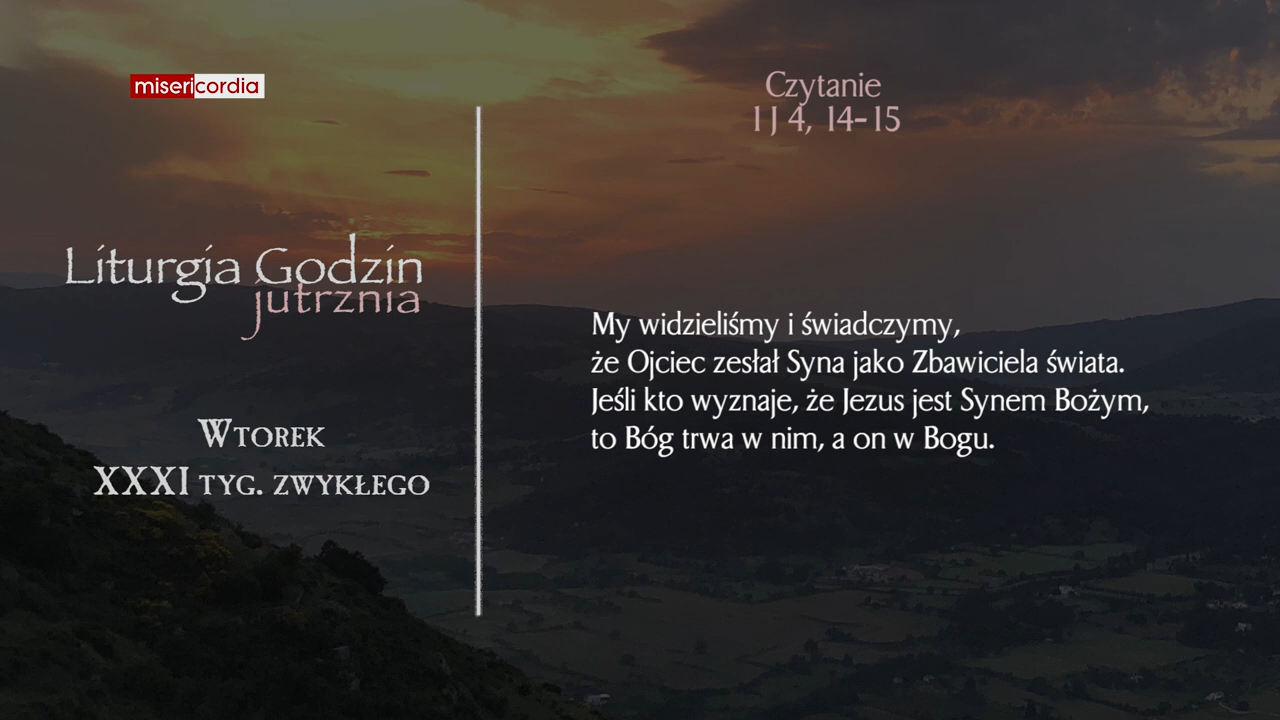 misericordia
Liturgia Godzin
jutrznia
Wtorek
XXXI tyg. zwykłego
Czytanie
1 J 4, 14-15
My widzieliśmy i świadczymy,
że Ojciec zesłał Syna jako Zbawiciela świata.
Jeśli kto wyznaje, że Jezus jest Synem Bożym,
to Bóg trwa w nim, a on w Bogu.